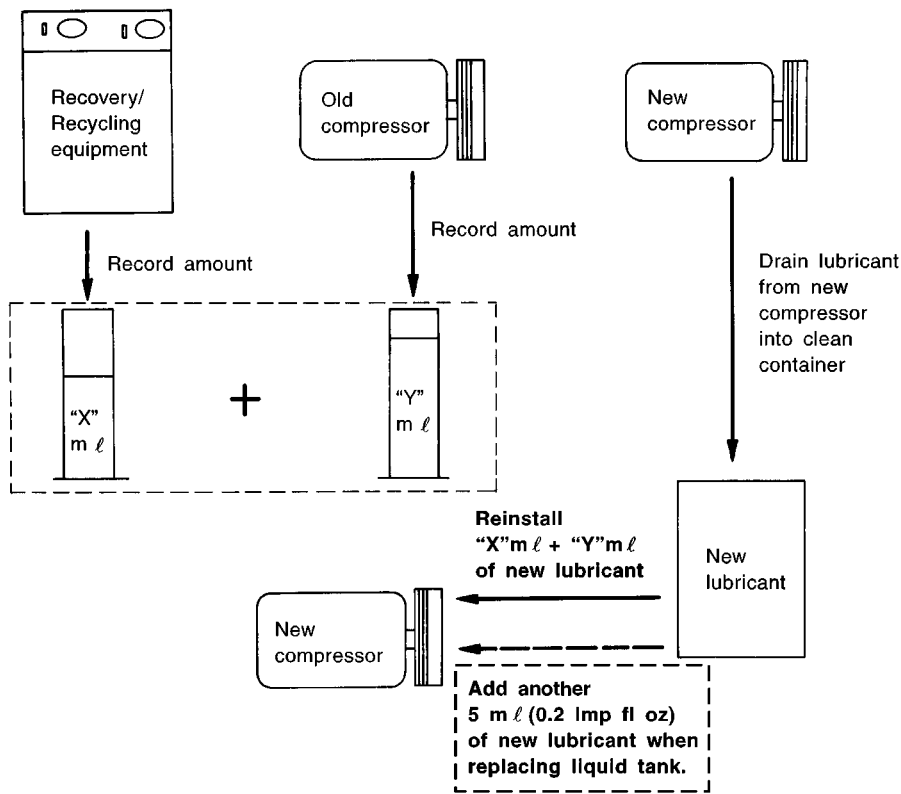 Recovery/
Recycling
equipment
Old
compressor
New
compressor
Record amount
Record amount
Drain lubricant
from new
compressor
into clean
container
“X”
m ℓ
+
“Y”
m ℓ
Reinstall
“X”m ℓ + “Y”m ℓ
of new lubricant
New
lubricant
New
compressor
Add another
5 m ℓ (0.2 Imp fl oz)
of new lubricant when
replacing liquid tank.